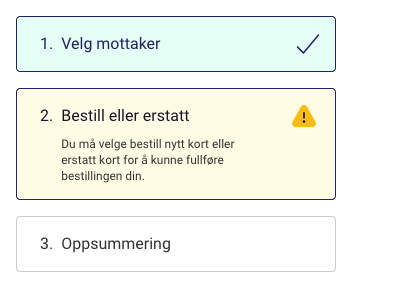 1. Velg mottaker
2. Bestill eller erstatt
Du må velge bestill nytt kort eller
erstatt kort for å kunne fullføre
bestillingen din.
3. Oppsummering